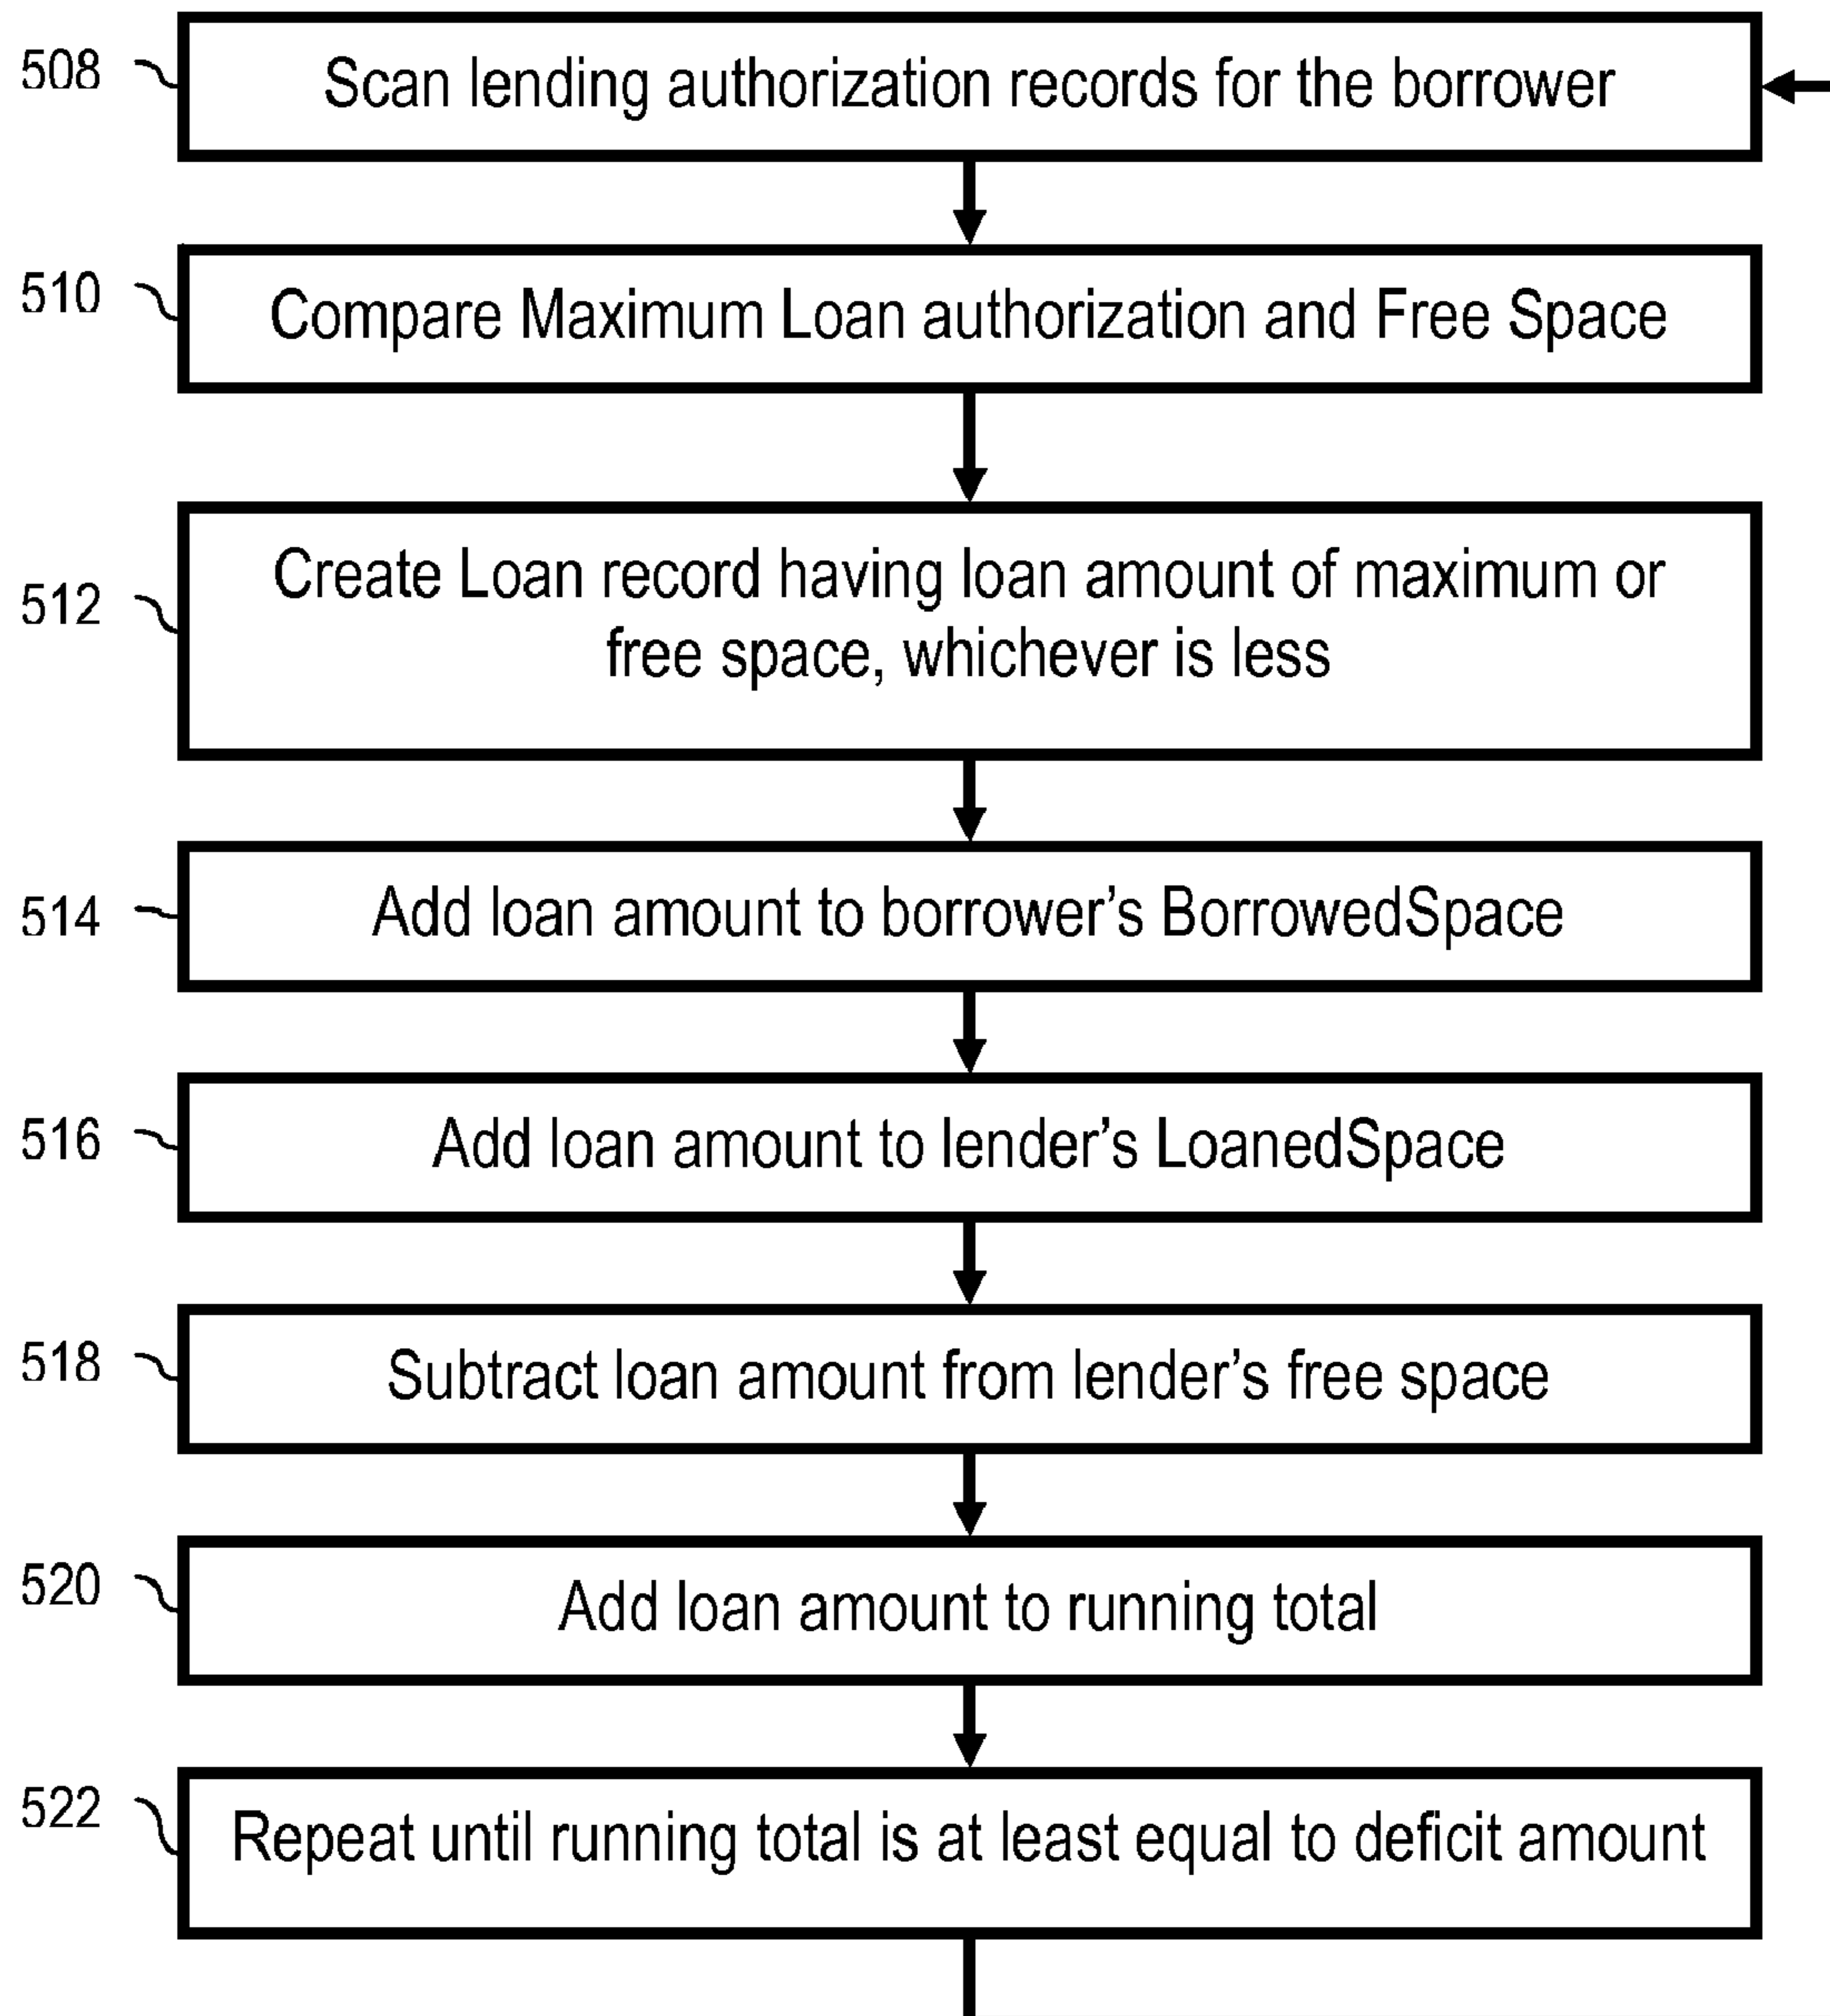 508
Scan lending authorization records for the borrower
510
Compare Maximum Loan authorization and Free Space
512
Create Loan record having loan amount of maximum or
free space, whichever is less
514
Add loan amount to borrower’s BorrowedSpace
516
Add loan amount to lender’s LoanedSpace
518
Subtract loan amount from lender’s free space
520
Add loan amount to running total
522
Repeat until running total is at least equal to deficit amount